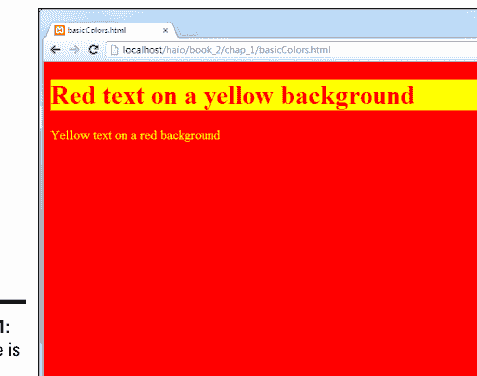 basicColors.html
localhost/haio/book_2/chap_1/basicColors.html
Red text on a yellow background
Yellow text on a red background
1:
e is